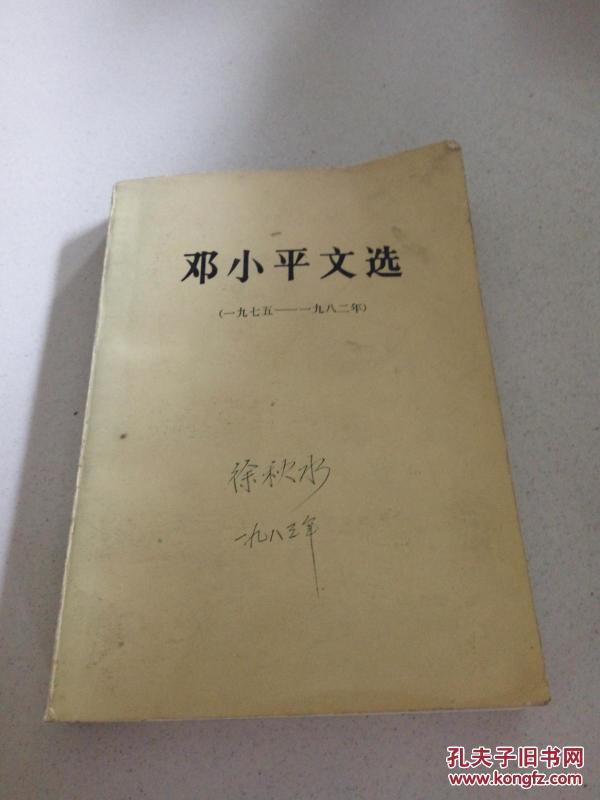 邓小平文选
(一九七五——一九八二年)
徐秋水
一九八三年
孔夫子旧书网
www.kongfz.com